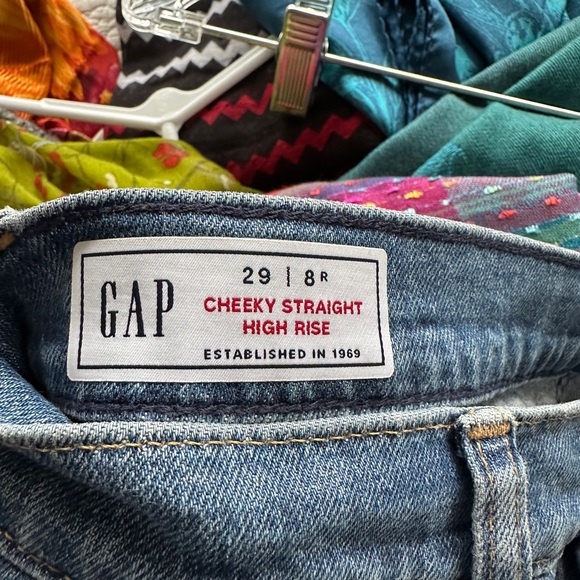 GAP
29 | 8R
CHEEKY STRAIGHT
HIGH RISE
ESTABLISHED IN 1969